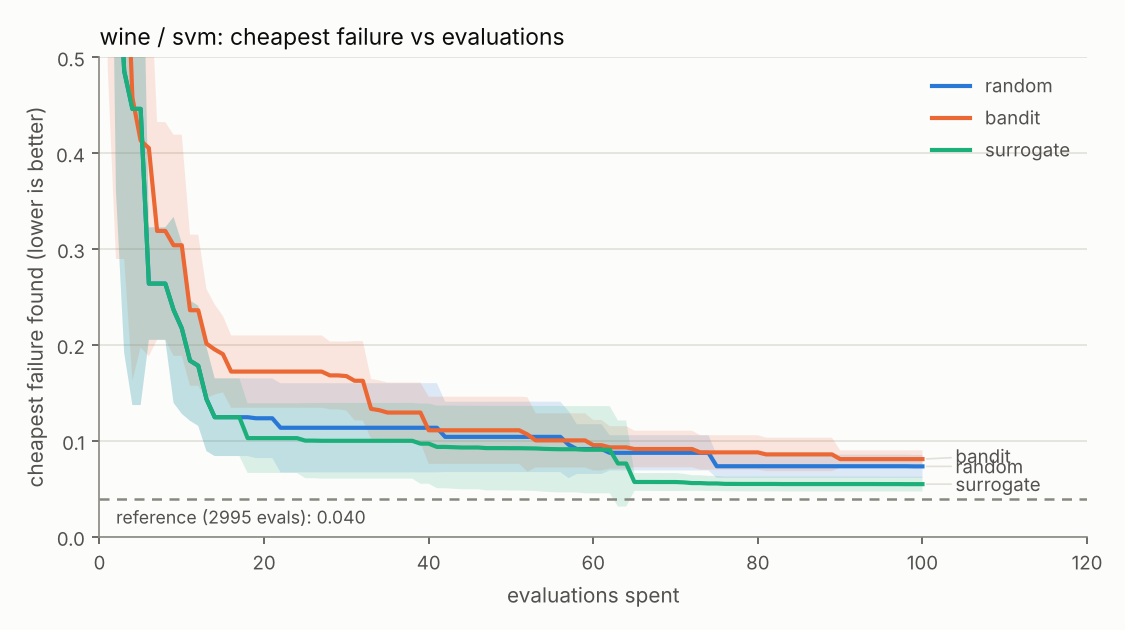 wine / svm: cheapest failure vs evaluations
cheapest failure found (lower is better)
0.5
0.4
0.3
0.2
0.1
0.0
random
bandit
surrogate
bandit
random
surrogate
reference (2995 evals): 0.040
0 20 40 60 80 100 120
evaluations spent